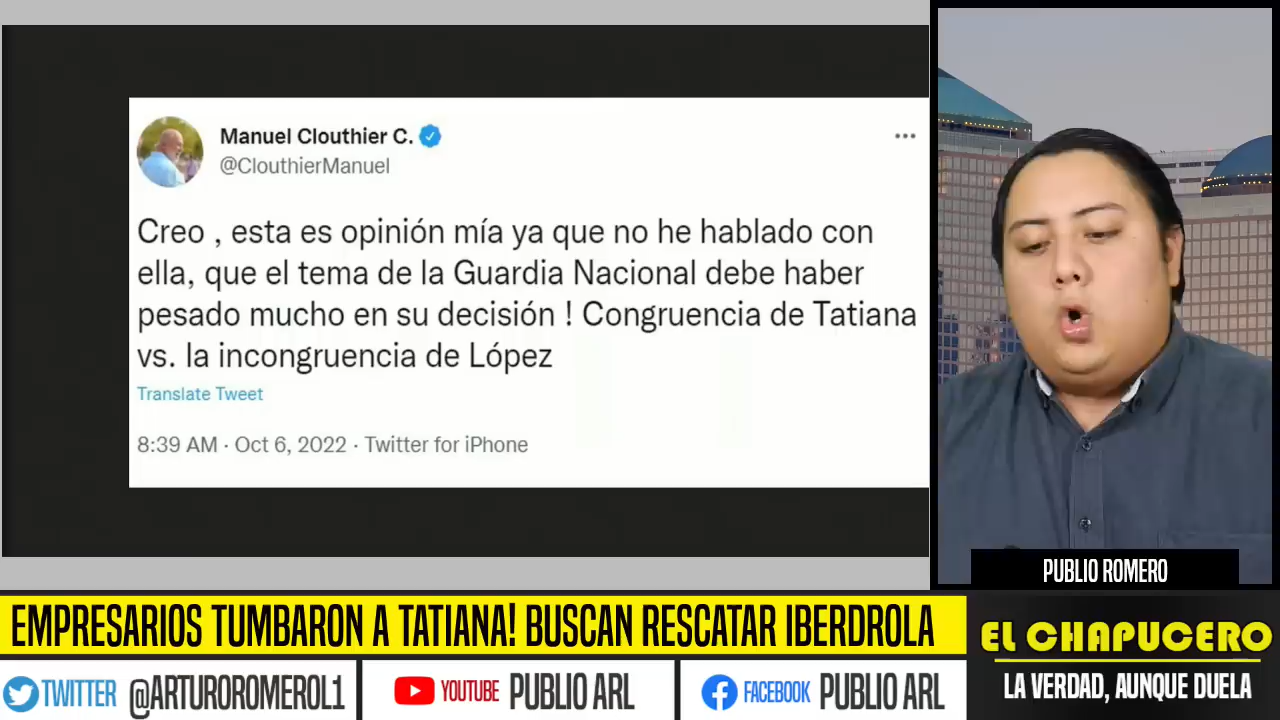 Manuel Clouthier C.
@ClouthierManuel
Creo , esta es opinión mía ya que no he hablado con
ella, que el tema de la Guardia Nacional debe haber
pesado mucho en su decisión ! Congruencia de Tatiana
vs. la incongruencia de López
Translate Tweet
8:39 AM · Oct 6, 2022 · Twitter for iPhone
PUBLIO ROMERO
EMPRESARIOS TUMBARON A TATIANA! BUSCAN RESCATAR IBERDROLA
EL CHAPUCERO
LA VERDAD, AUNQUE DUELA
TWITTER @ARTUROROMEROL1
YOUTUBE PUBLIO ARL
FACEBOOK PUBLIO ARL